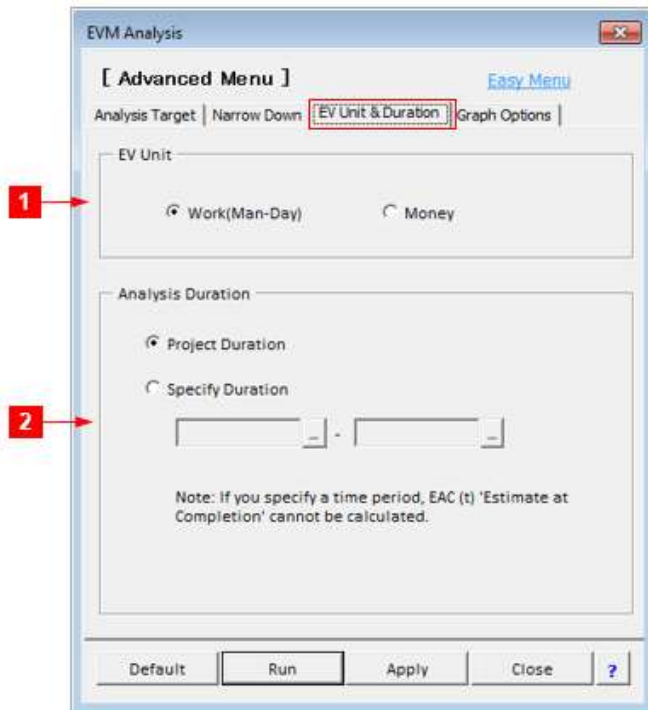 EVM Analysis
[ Advanced Menu ]
Easy Menu
Analysis Target | Narrow Down | EV Unit & Duration | Graph Options |
EV Unit
1
Work(Man-Day)
Money
Analysis Duration
Project Duration
Specify Duration
2
... - ...
Note: If you specify a time period, EAC (t) 'Estimate at
Completion' cannot be calculated.
Default
Run
Apply
Close
?